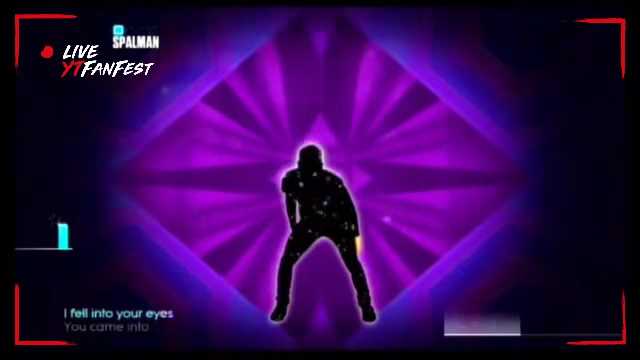 SPALMAN
LIVE
YTFANFEST
I fell into your eyes
You came into